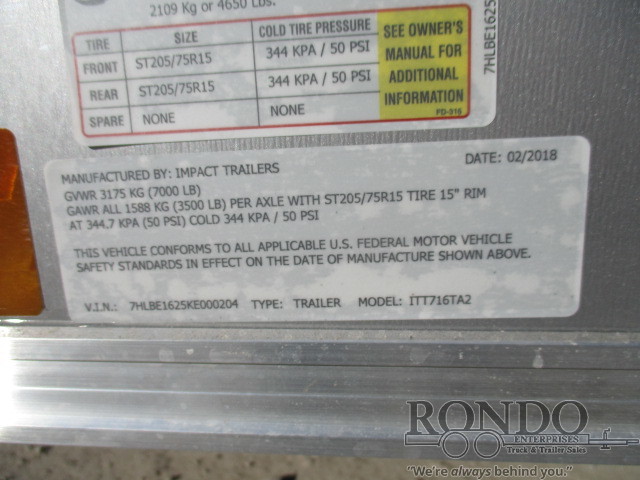 2109 Kg or 4650 Lbs.
TIRE SIZE COLD TIRE PRESSURE
FRONT ST205/75R15 344 KPA / 50 PSI
REAR ST205/75R15 344 KPA / 50 PSI
SPARE NONE NONE
SEE OWNER'S
MANUAL FOR
ADDITIONAL
INFORMATION
7HLBE1625
MANUFACTURED BY: IMPACT TRAILERS DATE: 02/2018
GVWR 3175 KG (7000 LB)
GAWR ALL 1588 KG (3500 LB) PER AXLE WITH ST205/75R15 TIRE 15" RIM
AT 344.7 KPA (50 PSI) COLD 344 KPA / 50 PSI
THIS VEHICLE CONFORMS TO ALL APPLICABLE U.S. FEDERAL MOTOR VEHICLE
SAFETY STANDARDS IN EFFECT ON THE DATE OF MANUFACTURE SHOWN ABOVE.
V.I.N.: 7HLBE1625KE000204 TYPE: TRAILER MODEL: ITT716TA2
RONDO
ENTERPRISES
Truck & Trailer Sales
"We're always behind you."